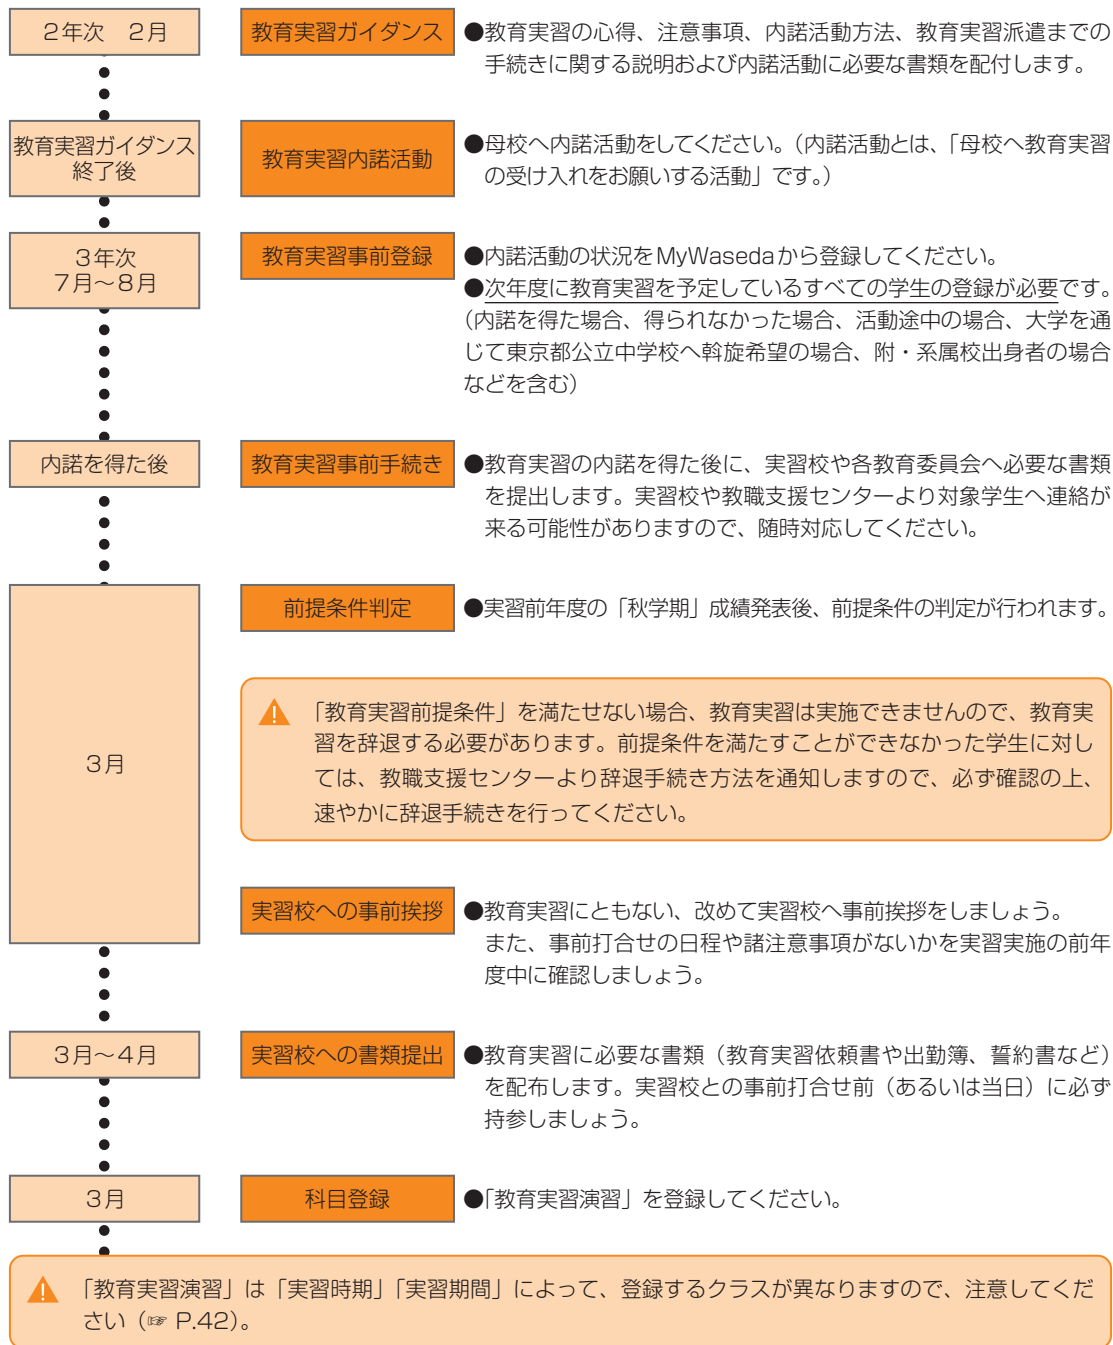 2年次　2月
教育実習ガイダンス
●教育実習の心得、注意事項、内諾活動方法、教育実習派遣までの
手続きに関する説明および内諾活動に必要な書類を配付します。
教育実習ガイダンス
終了後
教育実習内諾活動
●母校へ内諾活動をしてください。（内諾活動とは、「母校へ教育実習
の受け入れをお願いする活動」です。）
3年次
7月～8月
教育実習事前登録
●内諾活動の状況をMyWasedaから登録してください。
●次年度に教育実習を予定しているすべての学生の登録が必要です。
（内諾を得た場合、得られなかった場合、活動途中の場合、大学を通
じて東京都公立中学校へ斡旋希望の場合、附・系属校出身者の場合
などを含む）
内諾を得た後
教育実習事前手続き
●教育実習の内諾を得た後に、実習校や各教育委員会へ必要な書類
を提出します。実習校や教職支援センターより対象学生へ連絡が
来る可能性がありますので、随時対応してください。
3月
前提条件判定
●実習前年度の「秋学期」成績発表後、前提条件の判定が行われます。
「教育実習前提条件」を満たせない場合、教育実習は実施できませんので、教育実
習を辞退する必要があります。前提条件を満たすことができなかった学生に対し
ては、教職支援センターより辞退手続き方法を通知しますので、必ず確認の上、
速やかに辞退手続きを行ってください。
実習校への事前挨拶
●教育実習にともない、改めて実習校へ事前挨拶をしましょう。
また、事前打合せの日程や諸注意事項がないかを実習実施の前年
度中に確認しましょう。
3月～4月
実習校への書類提出
●教育実習に必要な書類（教育実習依頼書や出勤簿、誓約書など）
を配布します。実習校との事前打合せ前（あるいは当日）に必ず
持参しましょう。
3月
科目登録
●「教育実習演習」を登録してください。
「教育実習演習」は「実習時期」「実習期間」によって、登録するクラスが異なりますので、注意してくだ
さい（☞ P.42）。